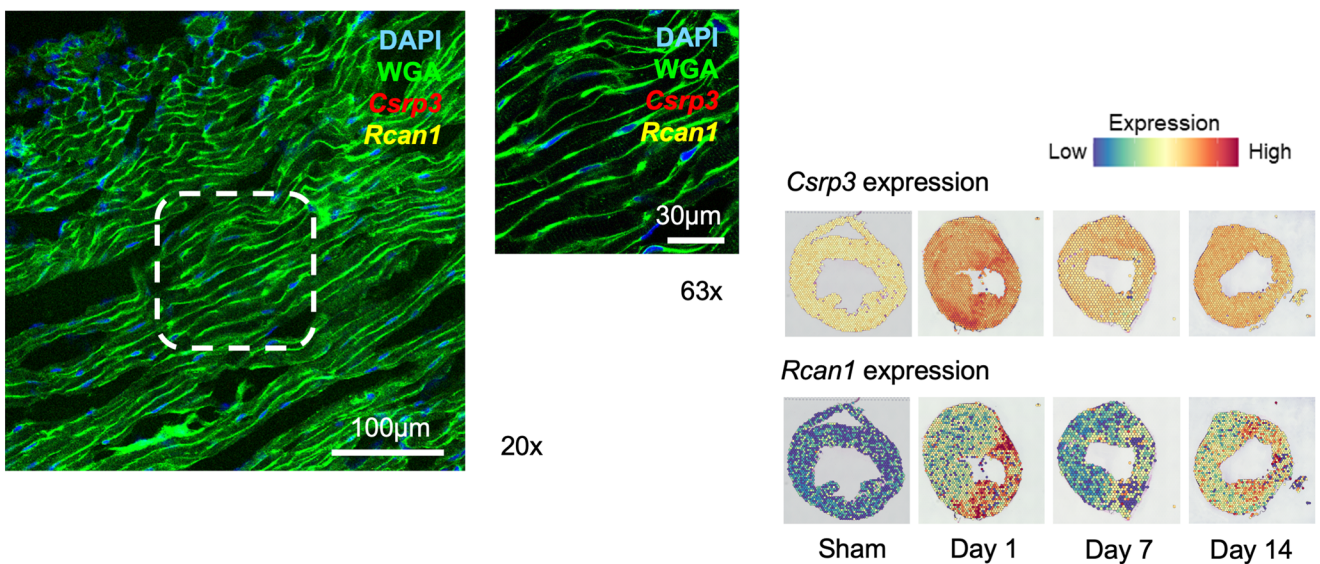 DAPI
WGA
Csrp3
Rcan1
100µm
20x
DAPI
WGA
Csrp3
Rcan1
30µm
63x
Expression
Low High
Csrp3 expression
Rcan1 expression
Sham Day 1 Day 7 Day 14